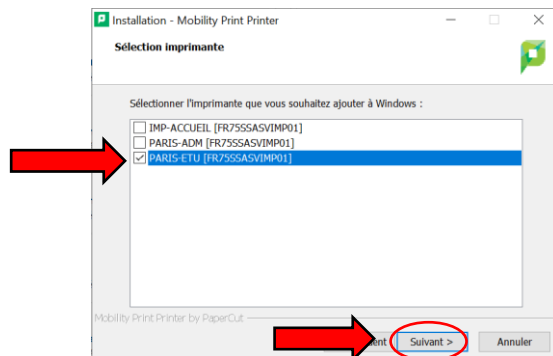 Installation - Mobility Print Printer
Sélection imprimante
Sélectionner l'imprimante que vous souhaitez ajouter à Windows :
IMP-ACCUEIL [FR75SSASVIMP01]
PARIS-ADM [FR75SSASVIMP01]
PARIS-ETU [FR75SSASVIMP01]
Mobility Print Printer by PaperCut
Suivant > Annuler